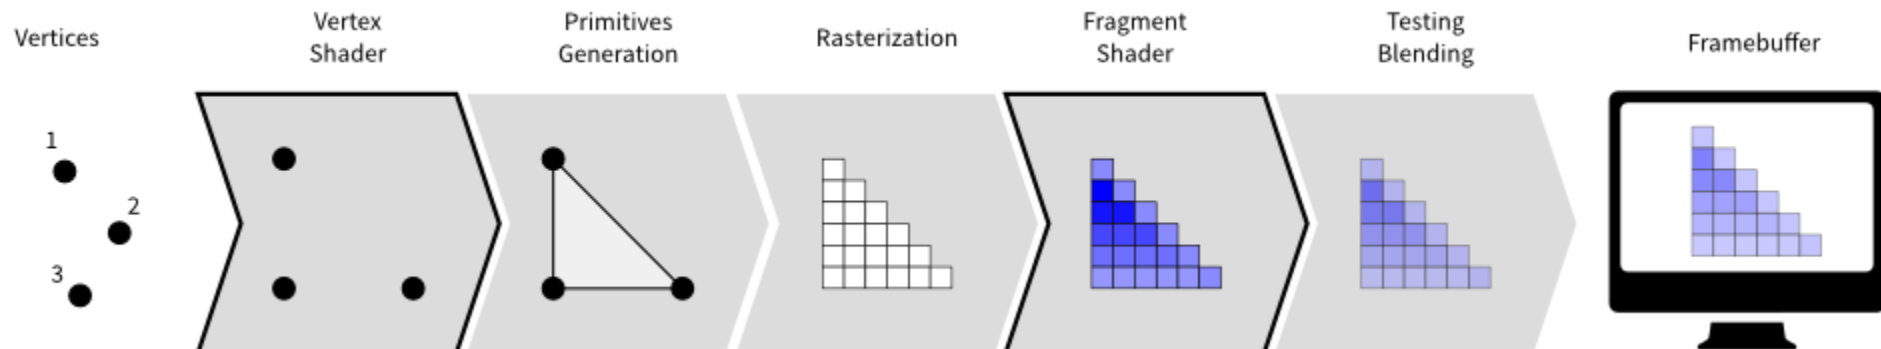 Vertices
Vertex
Shader
Primitives
Generation
Rasterization
Fragment
Shader
Testing
Blending
Framebuffer
1
2
3